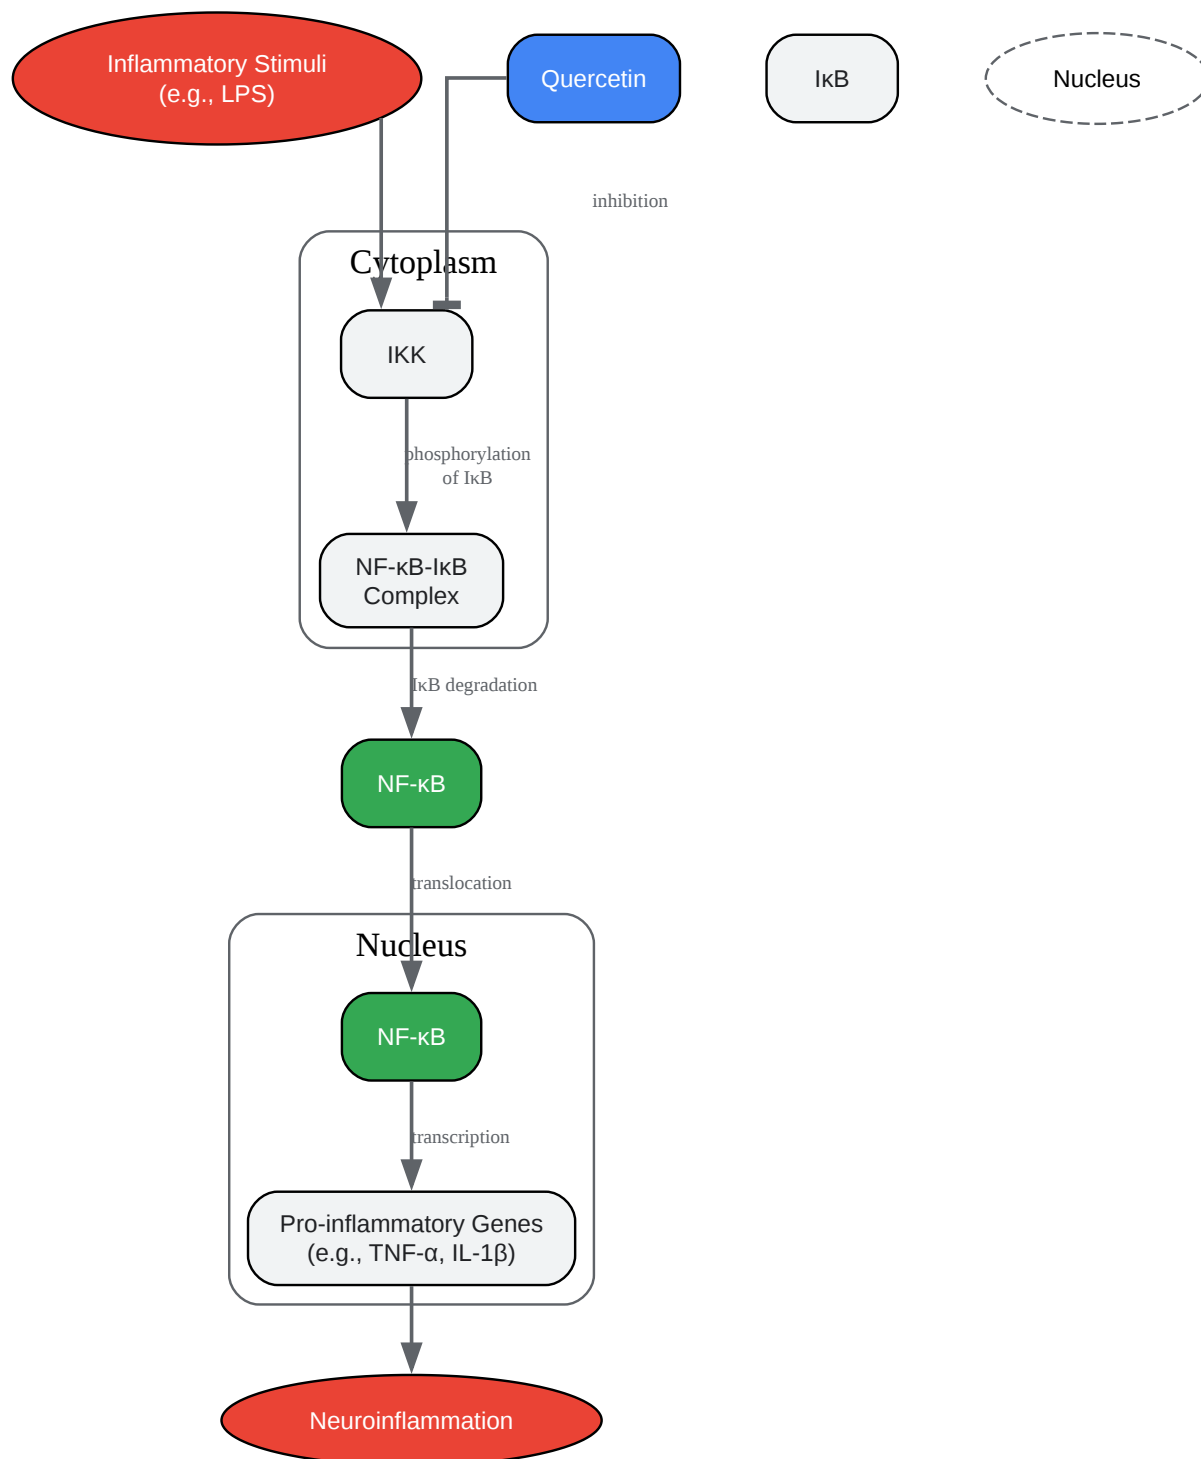 Inflammatory Stimuli
(e.g., LPS)
Quercetin
IκB
Nucleus
inhibition
Cytoplasm
IKK
phosphorylation
of IκB
NF-κB-IκB
Complex
IκB degradation
NF-κB
translocation
Nucleus
NF-κB
transcription
Pro-inflammatory Genes
(e.g., TNF-α, IL-1β)
Neuroinflammation